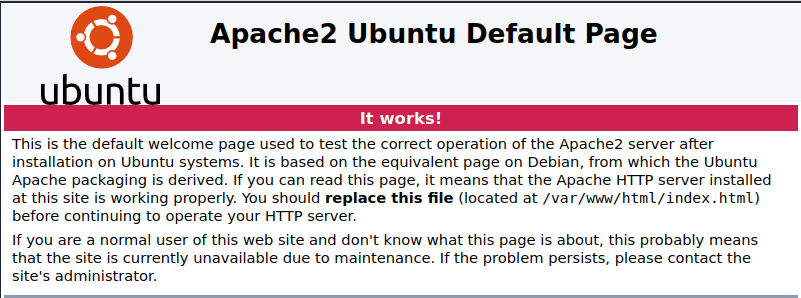 Apache2 Ubuntu Default Page
ubuntu
It works!
This is the default welcome page used to test the correct operation of the Apache2 server after
installation on Ubuntu systems. It is based on the equivalent page on Debian, from which the Ubuntu
Apache packaging is derived. If you can read this page, it means that the Apache HTTP server installed
at this site is working properly. You should replace this file (located at /var/www/html/index.html)
before continuing to operate your HTTP server.
If you are a normal user of this web site and don't know what this page is about, this probably means
that the site is currently unavailable due to maintenance. If the problem persists, please contact the
site's administrator.